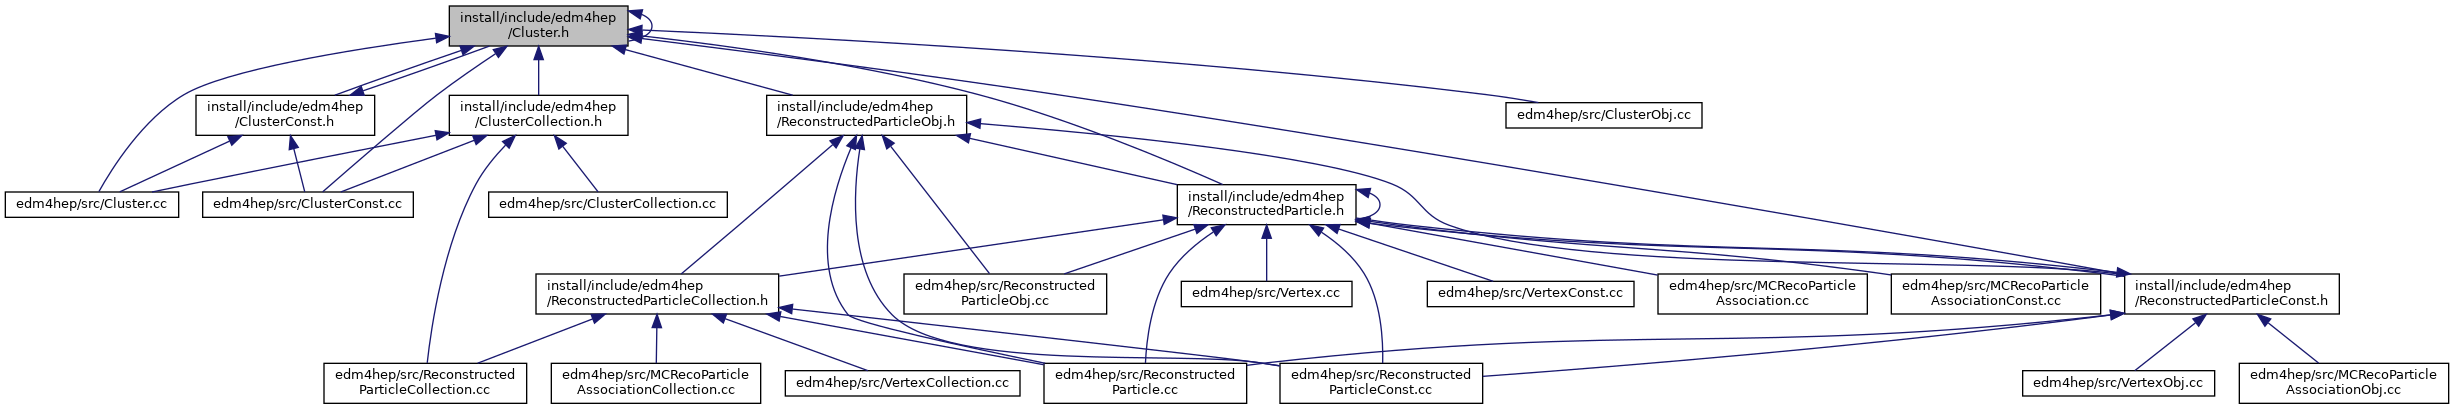 install/include/edm4hep
/Cluster.h
install/include/edm4hep
/ClusterConst.h
install/include/edm4hep
/ClusterCollection.h
install/include/edm4hep
/ReconstructedParticleObj.h
edm4hep/src/ClusterObj.cc
edm4hep/src/Cluster.cc
edm4hep/src/ClusterConst.cc
edm4hep/src/ClusterCollection.cc
install/include/edm4hep
/ReconstructedParticle.h
install/include/edm4hep
/ReconstructedParticleCollection.h
edm4hep/src/Reconstructed
ParticleObj.cc
edm4hep/src/Vertex.cc
edm4hep/src/VertexConst.cc
edm4hep/src/MCRecoParticle
Association.cc
edm4hep/src/MCRecoParticle
AssociationConst.cc
install/include/edm4hep
/ReconstructedParticleConst.h
edm4hep/src/Reconstructed
ParticleCollection.cc
edm4hep/src/MCRecoParticle
AssociationCollection.cc
edm4hep/src/VertexCollection.cc
edm4hep/src/Reconstructed
Particle.cc
edm4hep/src/Reconstructed
ParticleConst.cc
edm4hep/src/VertexObj.cc
edm4hep/src/MCRecoParticle
AssociationObj.cc